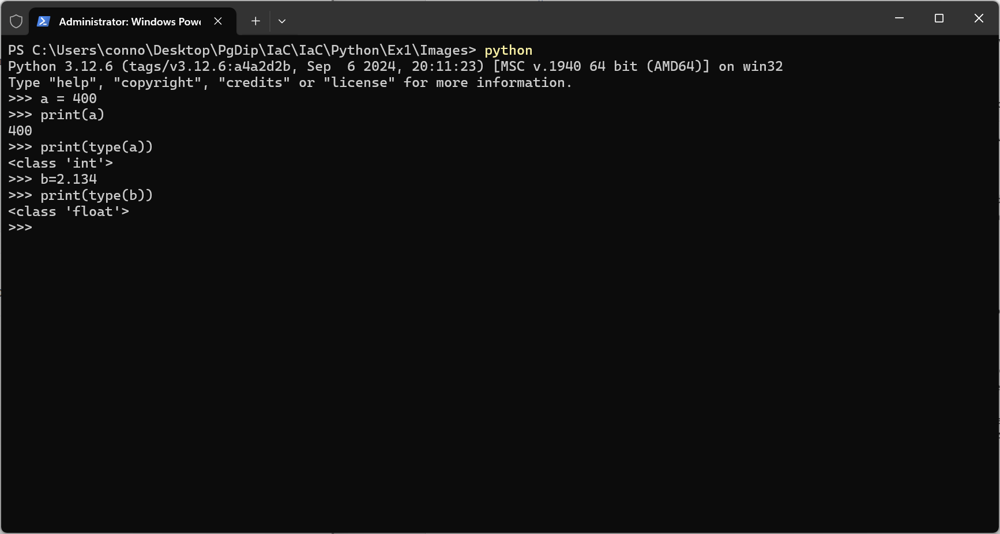 Administrator: Windows Powe
PS C:\Users\conno\Desktop\PgDip\IaC\IaC\Python\Ex1\Images> python
Python 3.12.6 (tags/v3.12.6:a4a2d2b, Sep  6 2024, 20:11:23) [MSC v.1940 64 bit (AMD64)] on win32
Type "help", "copyright", "credits" or "license" for more information.
>>> a = 400
>>> print(a)
400
>>> print(type(a))
<class 'int'>
>>> b=2.134
>>> print(type(b))
<class 'float'>
>>>